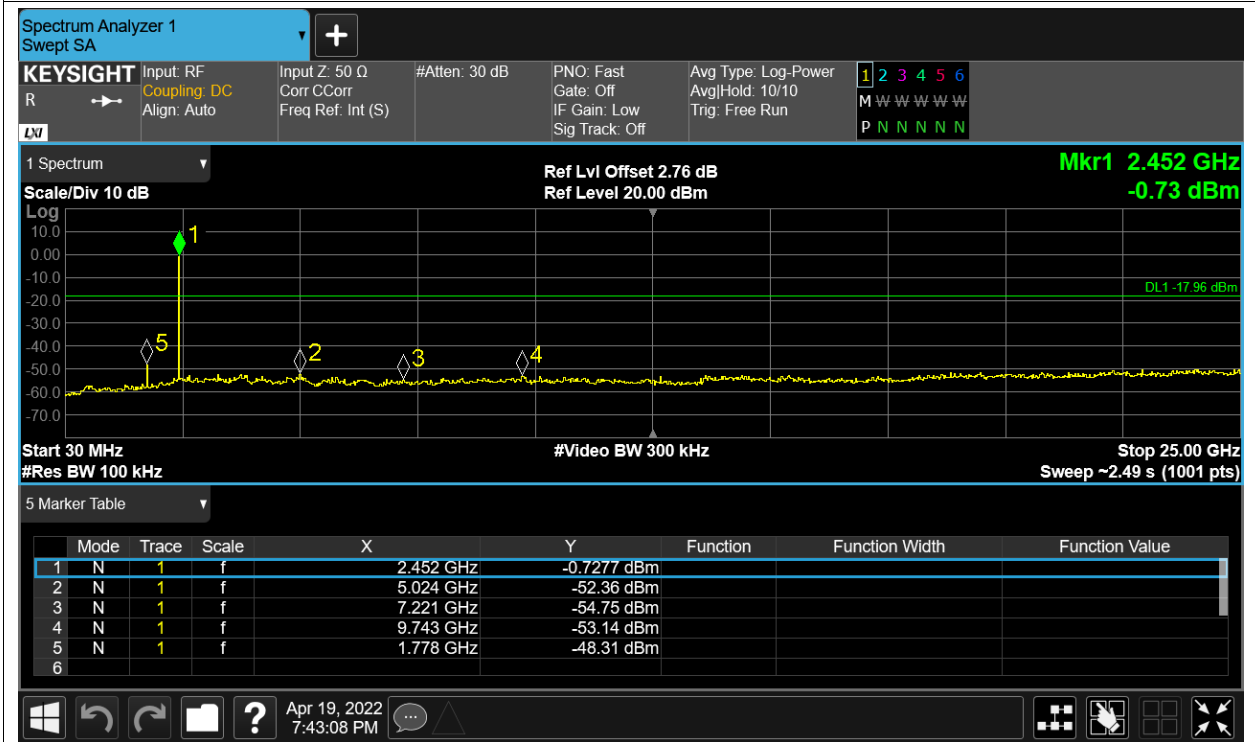 Spectrum Analyzer 1
Swept SA
+
KEYSIGHT
R
LXI
Input: RF
Coupling: DC
Align: Auto
Input Z: 50 Ω
Corr CCorr
Freq Ref: Int (S)
#Atten: 30 dB
PNO: Fast
Gate: Off
IF Gain: Low
Sig Track: Off
Avg Type: Log-Power
Avg|Hold: 10/10
Trig: Free Run
1 2 3 4 5 6
M W W W W W
P N N N N N
1 Spectrum
Scale/Div 10 dB
Ref Lvl Offset 2.76 dB
Ref Level 20.00 dBm
Mkr1 2.452 GHz
-0.73 dBm
Log
10.0
0.00
-10.0
-20.0
-30.0
-40.0
-50.0
-60.0
-70.0
1
DL1 -17.96 dBm
5
2
3
4
Start 30 MHz
#Res BW 100 kHz
#Video BW 300 kHz
Stop 25.00 GHz
Sweep ~2.49 s (1001 pts)
5 Marker Table
Mode Trace Scale X Y Function Function Width Function Value
1 N 1 f 2.452 GHz -0.7277 dBm
2 N 1 f 5.024 GHz -52.36 dBm
3 N 1 f 7.221 GHz -54.75 dBm
4 N 1 f 9.743 GHz -53.14 dBm
5 N 1 f 1.778 GHz -48.31 dBm
6
?
Apr 19, 2022
7:43:08 PM